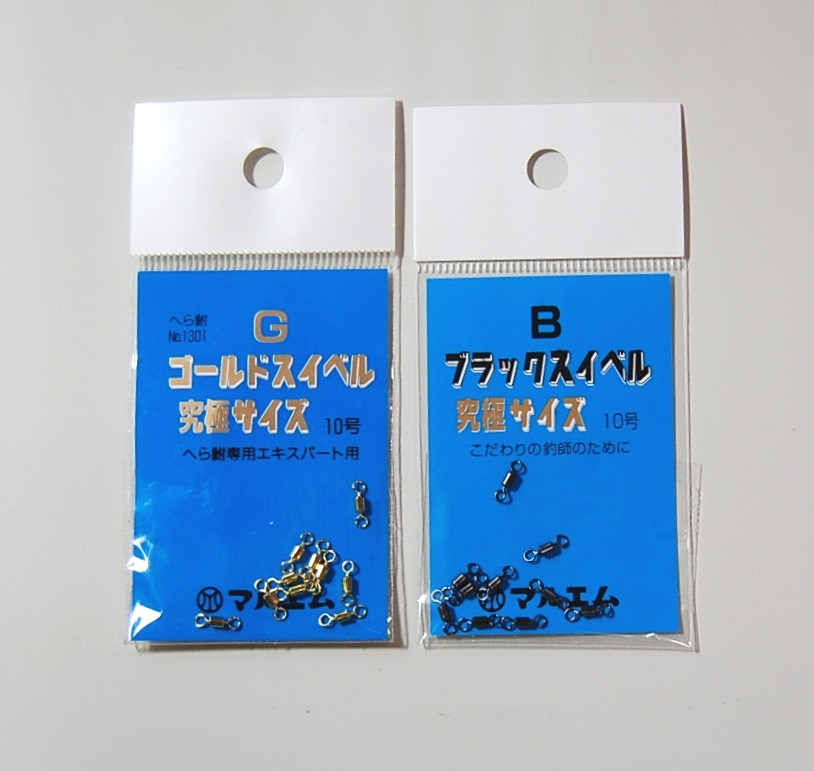 へら鮒
No.1301
G
ゴールドスイベル
究極サイズ 10号
へら鮒専用エキスパート用
マルエム
B
ブラックスイベル
究極サイズ 10号
こだわりの釣師のために
マルエム